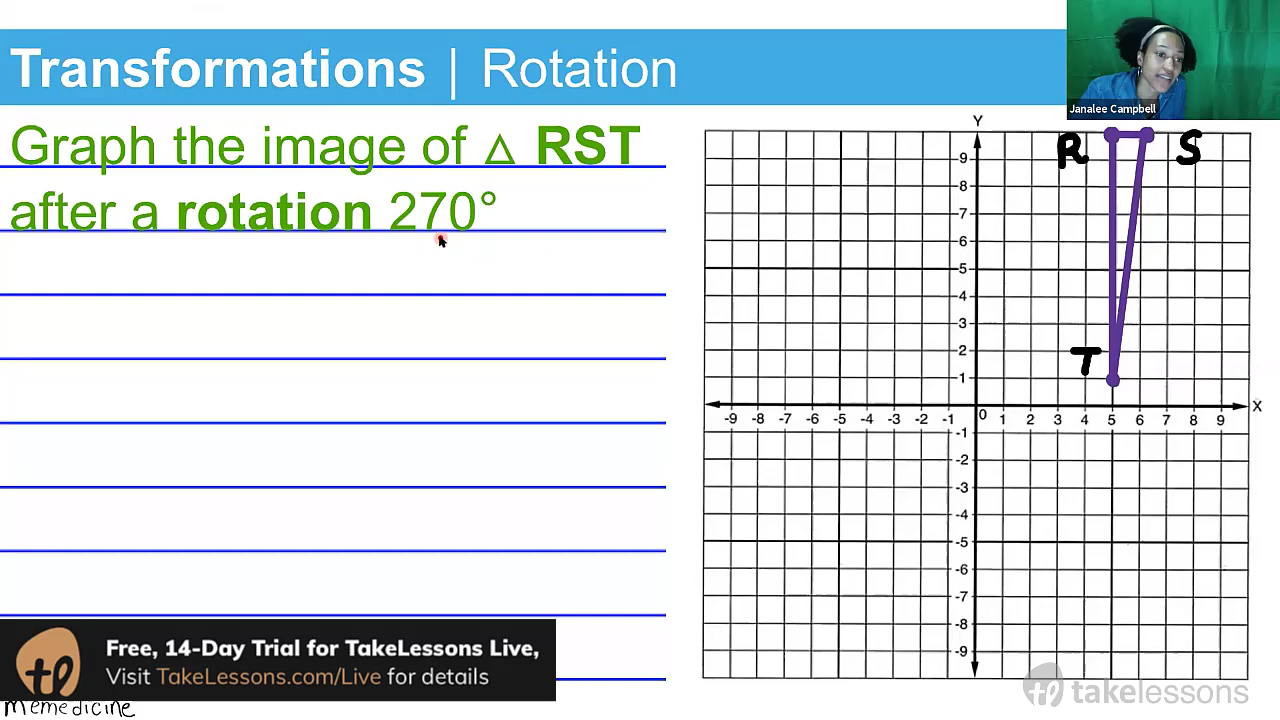 Transformations | Rotation
Janalee Campbell
Graph the image of △ RST
after a rotation 270°
Y
R
S
T
9
8
7
6
5
4
3
2
1
-9 -8 -7 -6 -5 -4 -3 -2 -1 0 1 2 3 4 5 6 7 8 9 X
-1
-2
-3
-4
-5
-6
-7
-8
-9
Free, 14-Day Trial for TakeLessons Live,
Visit TakeLessons.com/Live for details
memedicine
takelessons